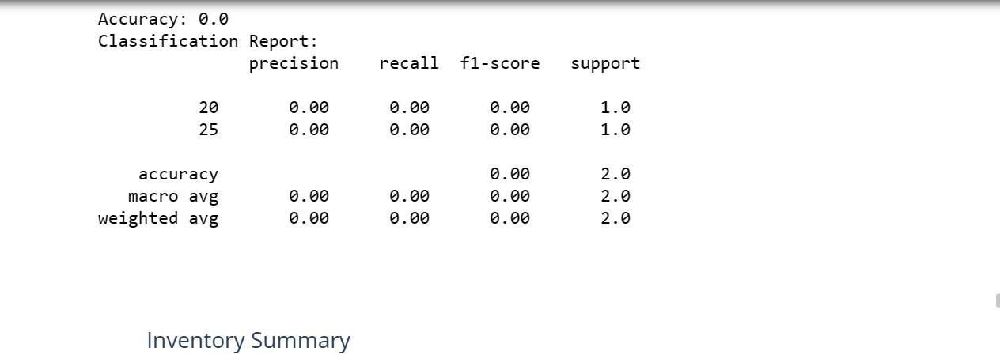 Accuracy: 0.0
Classification Report:
precision recall f1-score support
20 0.00 0.00 0.00 1.0
25 0.00 0.00 0.00 1.0
accuracy 0.00 2.0
macro avg 0.00 0.00 0.00 2.0
weighted avg 0.00 0.00 0.00 2.0
Inventory Summary